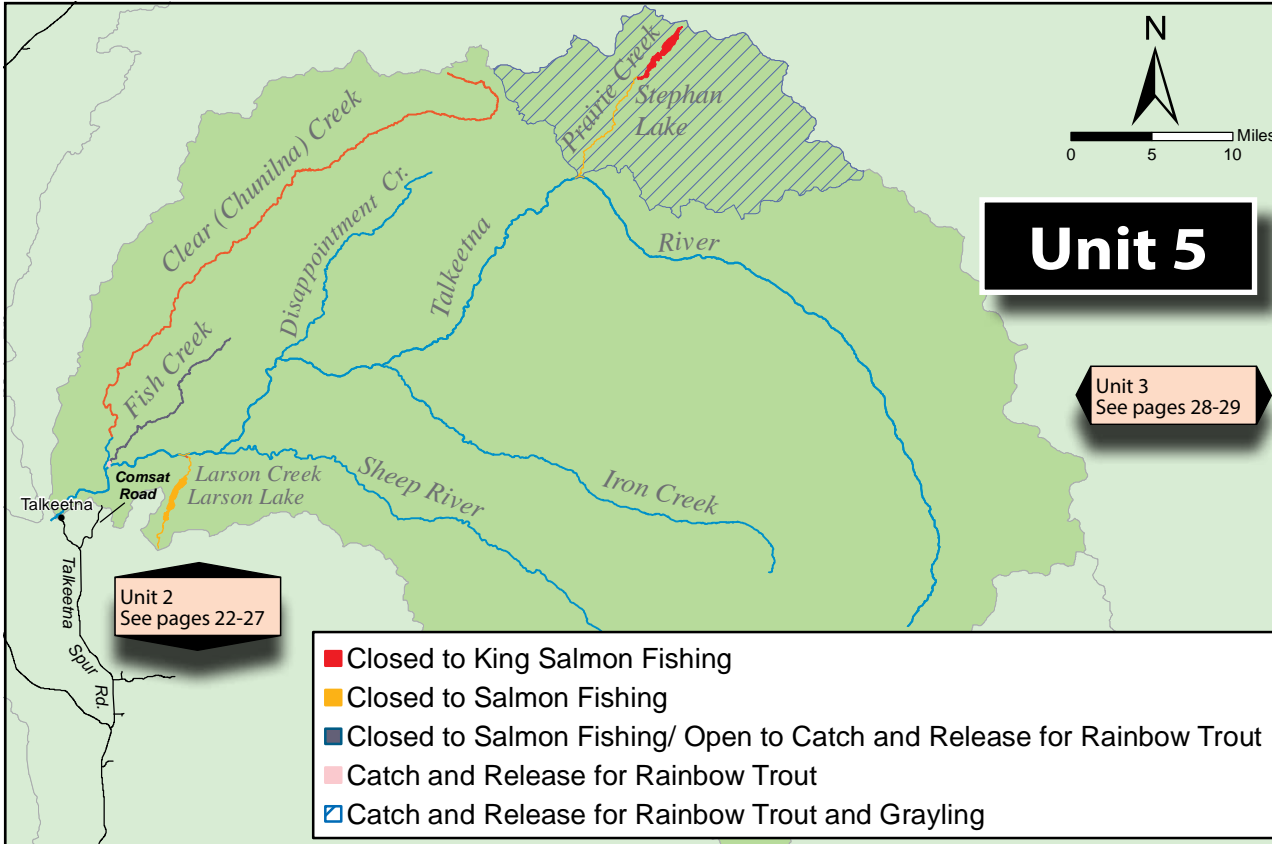 N
Miles
0 5 10
Unit 5
Prairie Creek
Stephan
Lake
Clear (Chunilna) Creek
Disappointment Cr.
Talkeetna
River
Fish Creek
Unit 3
See pages 28-29
Comsat
Road
Larson Creek
Larson Lake
Sheep River
Iron Creek
Talkeetna
Talkeetna Spur Rd.
Unit 2
See pages 22-27
Closed to King Salmon Fishing
Closed to Salmon Fishing
Closed to Salmon Fishing/ Open to Catch and Release for Rainbow Trout
Catch and Release for Rainbow Trout
Catch and Release for Rainbow Trout and Grayling